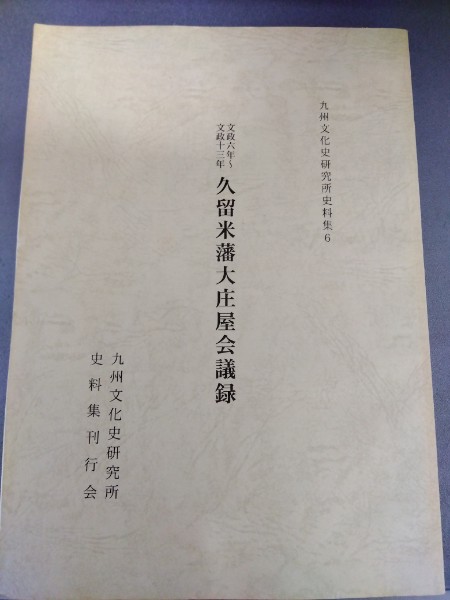 九州文化史研究所史料集6
文政六年～
文政十三年
久留米藩大庄屋会議録
九州文化史研究所
史料集刊行会